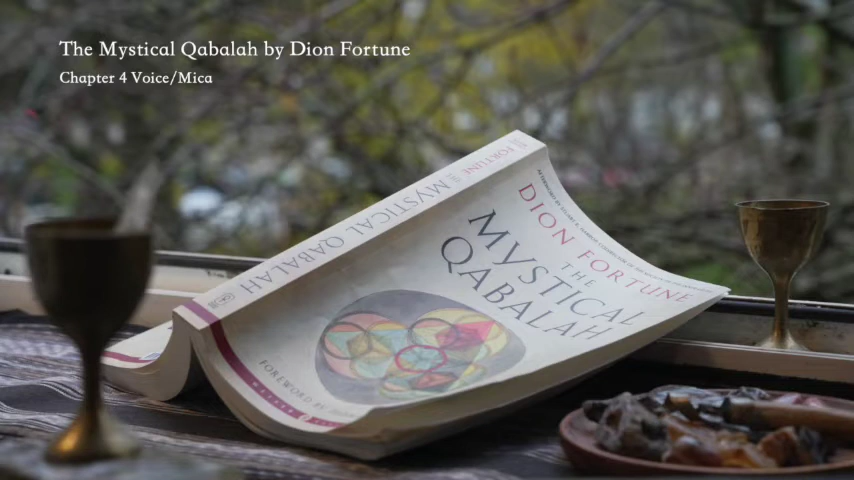 The Mystical Qabalah by Dion Fortune
Chapter 4 Voice/Mica
FORTUNE
MYSTICAL QABALAH
DION FORTUNE
THE
MYSTICAL
QABALAH
FOREWORD BY
WEISER